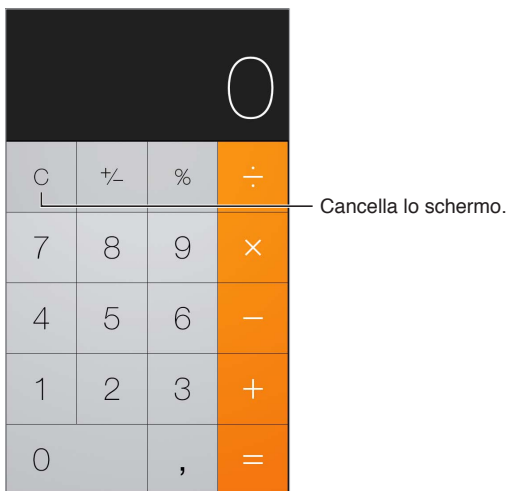 0
C +/- % ÷
Cancella lo schermo.
7 8 9 ×
4 5 6 −
1 2 3 +
0 , =